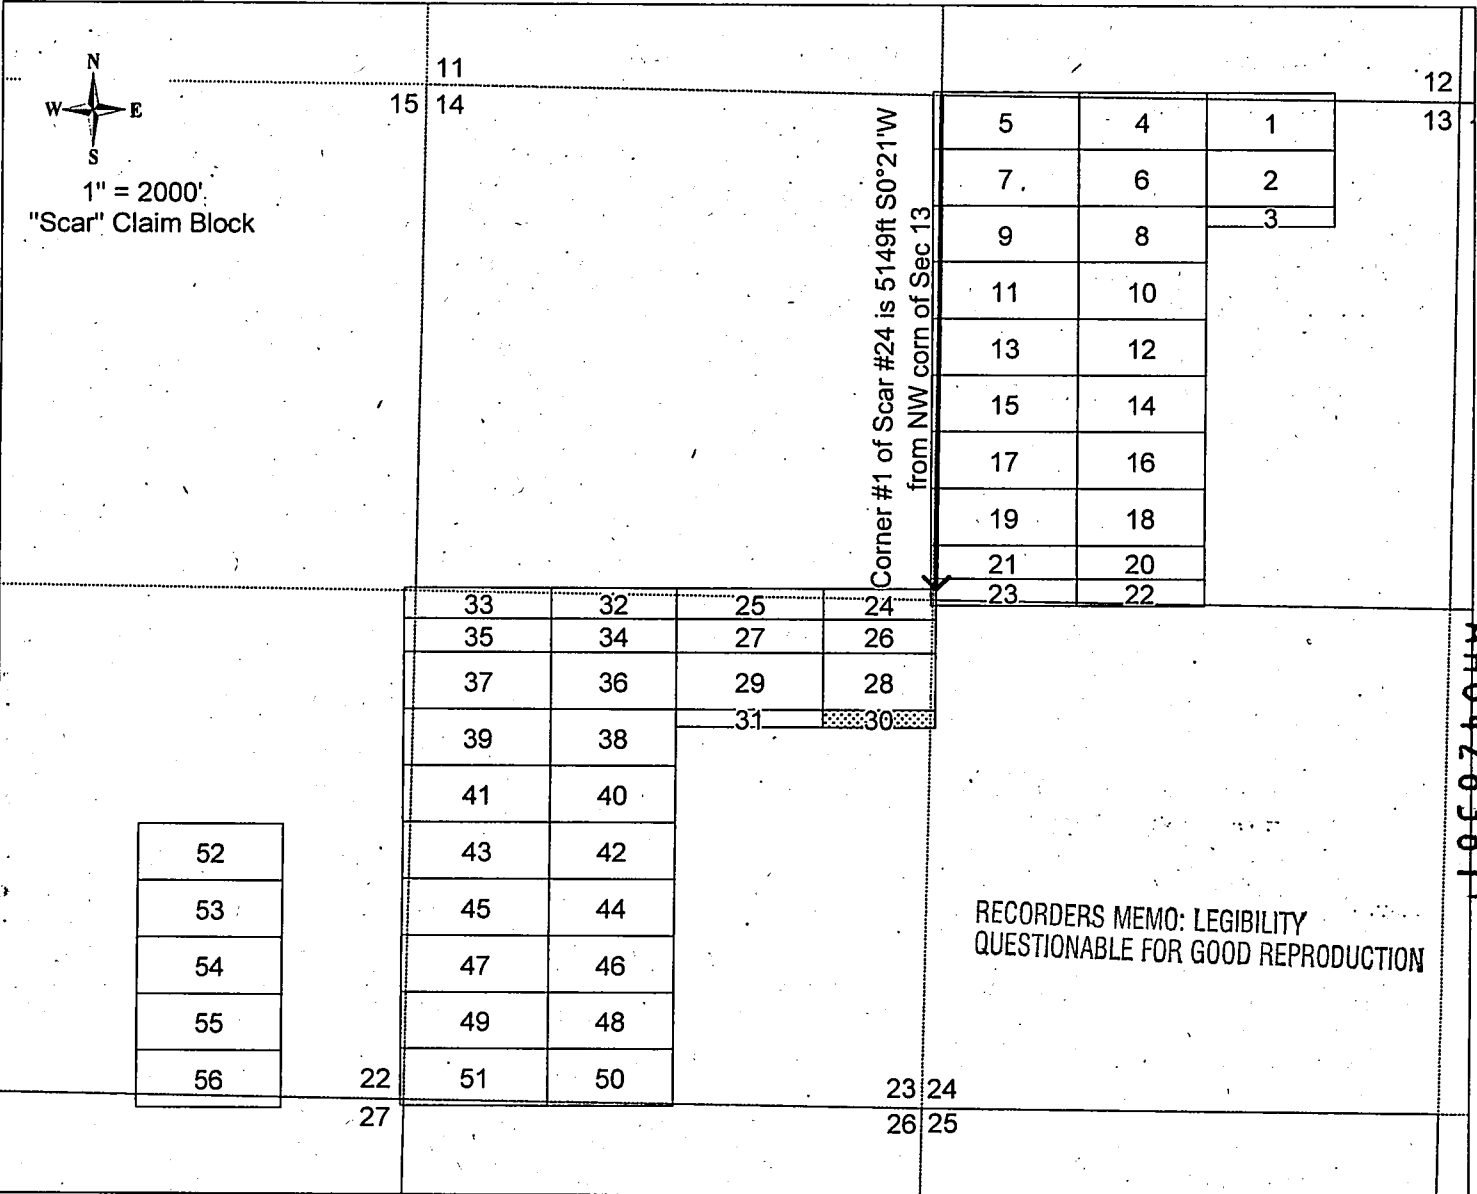 N
W E
S
1" = 2000'
"Scar" Claim Block
11
15 14
12
13
Corner #1 of Scar #24 is 5149ft S0°21'W
from NW corn of Sec 13
5 4 1
7 6 2
3
9 8
11 10
13 12
15 14
17 16
19 18
21 20
23 22
33 32 25 24
35 34 27 26
37 36 29 28
31 30
39 38
41 40
43 42
45 44
47 46
49 48
51 50
52
53
54
55
56
22
27
23 24
26 25
RECORDERS MEMO: LEGIBILITY
QUESTIONABLE FOR GOOD REPRODUCTION